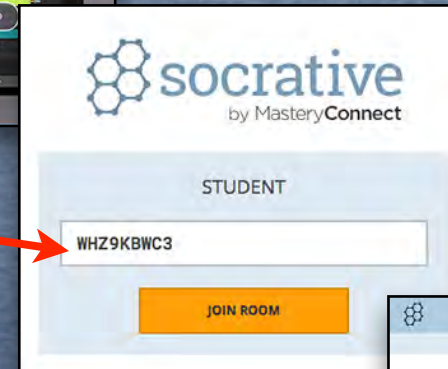 socrative
by MasteryConnect
STUDENT
WHZ9KBWC3
JOIN ROOM